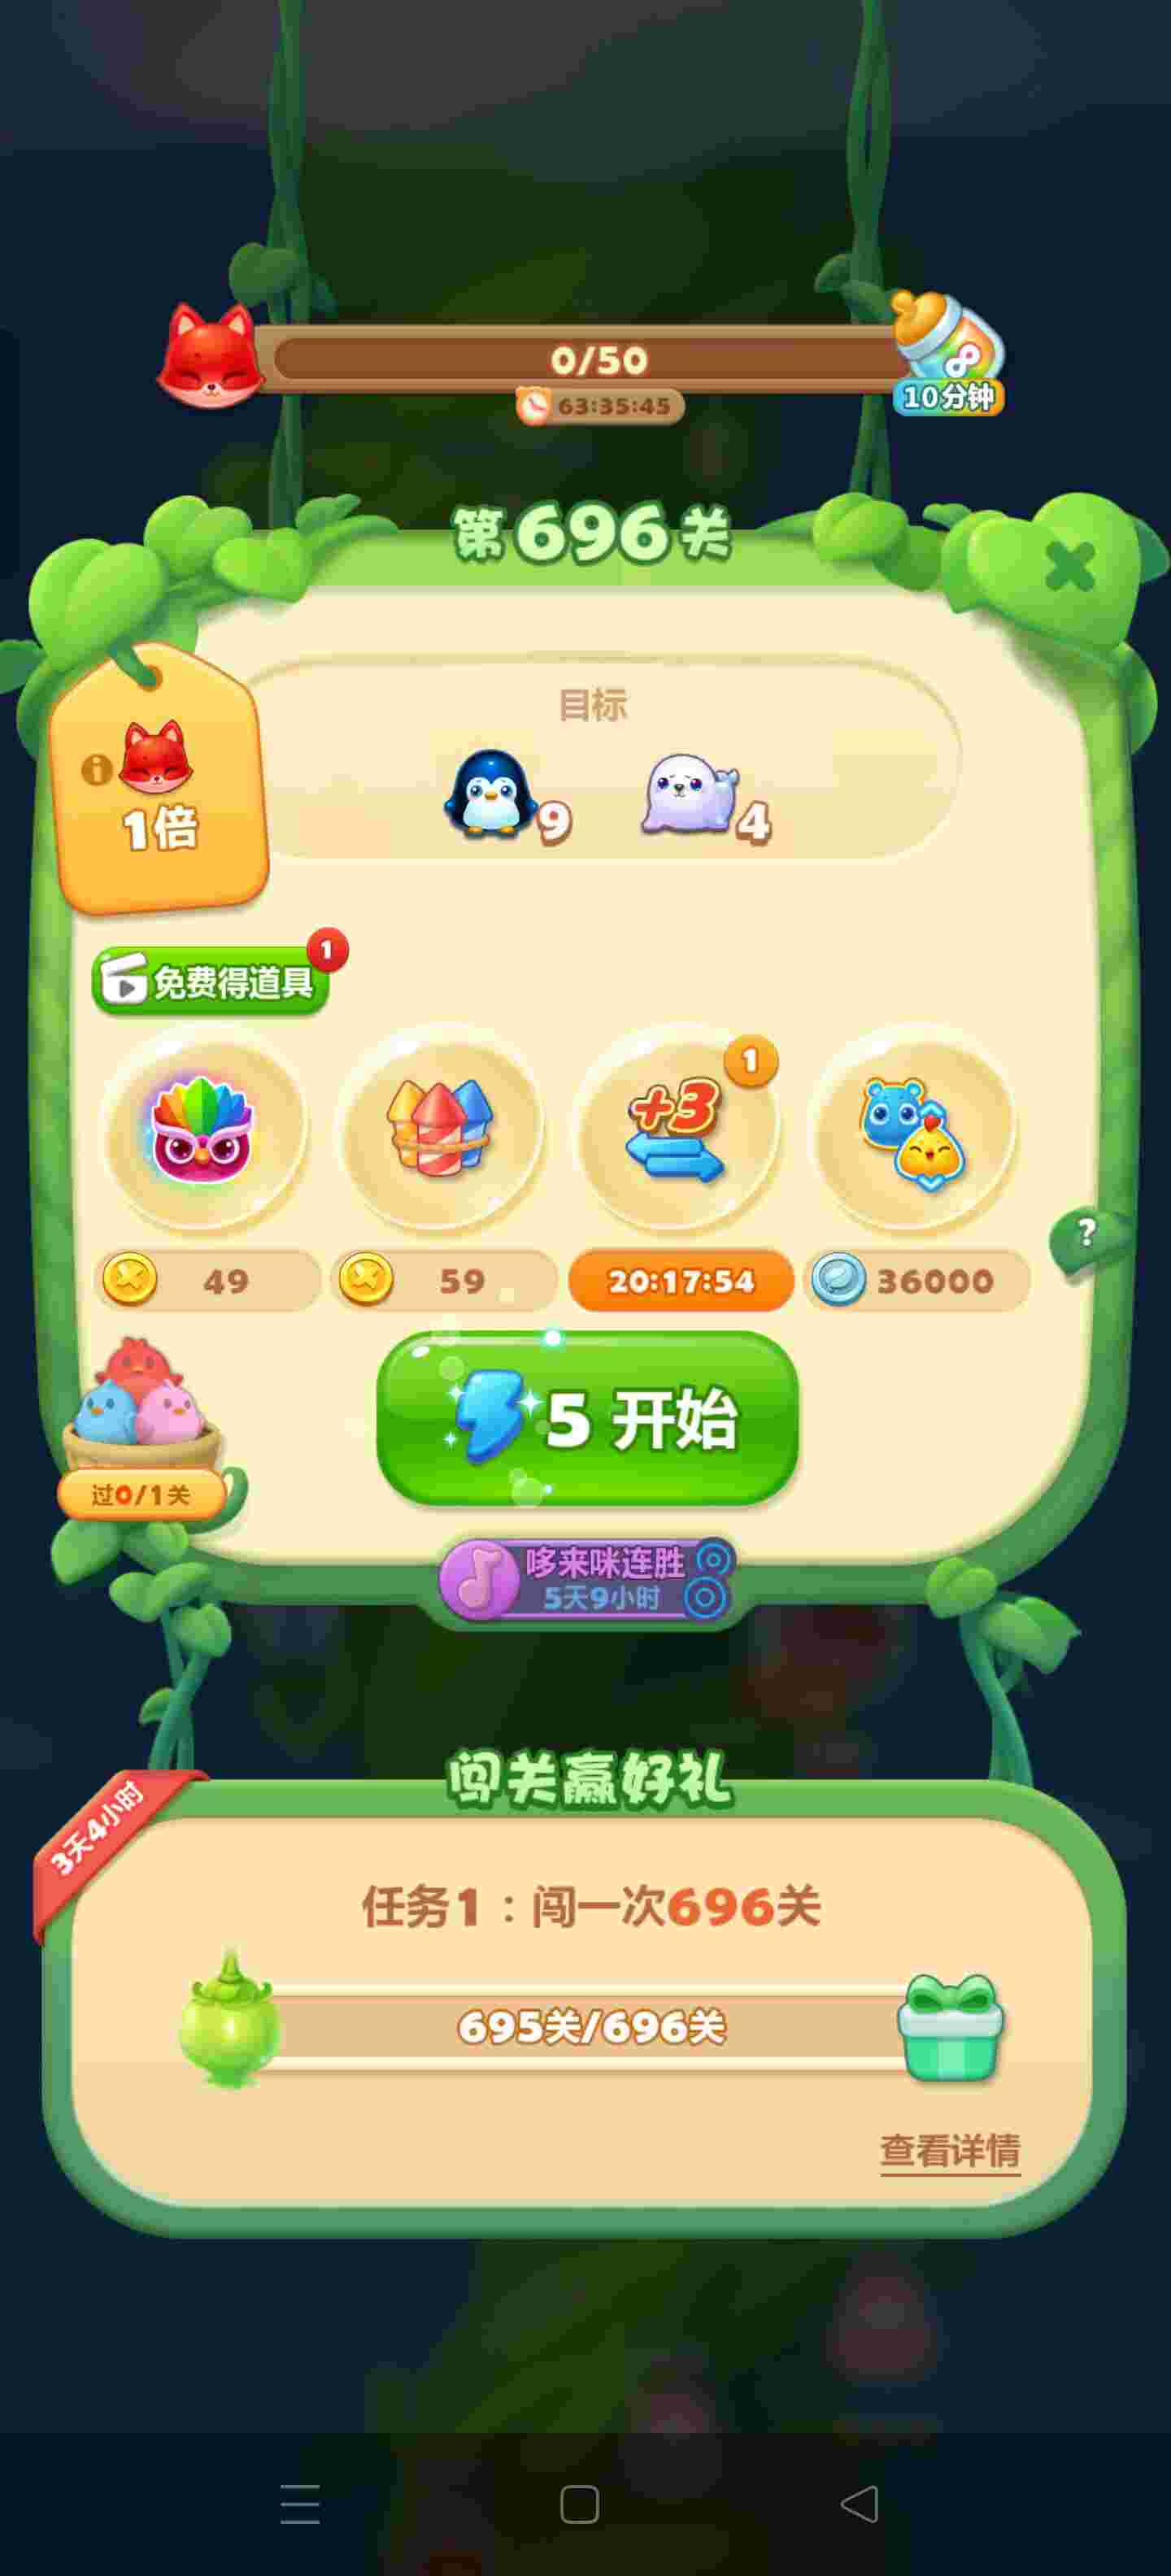 0/50
10分钟
63:35:45
第696关
目标
9
4
1倍
免费得道具
1
+3
1
49
59
20:17:54
36000
?
5 开始
过0/1关
哆来咪连胜
5天9小时
闯关赢好礼
3天4小时
任务1：闯一次696关
695关/696关
查看详情